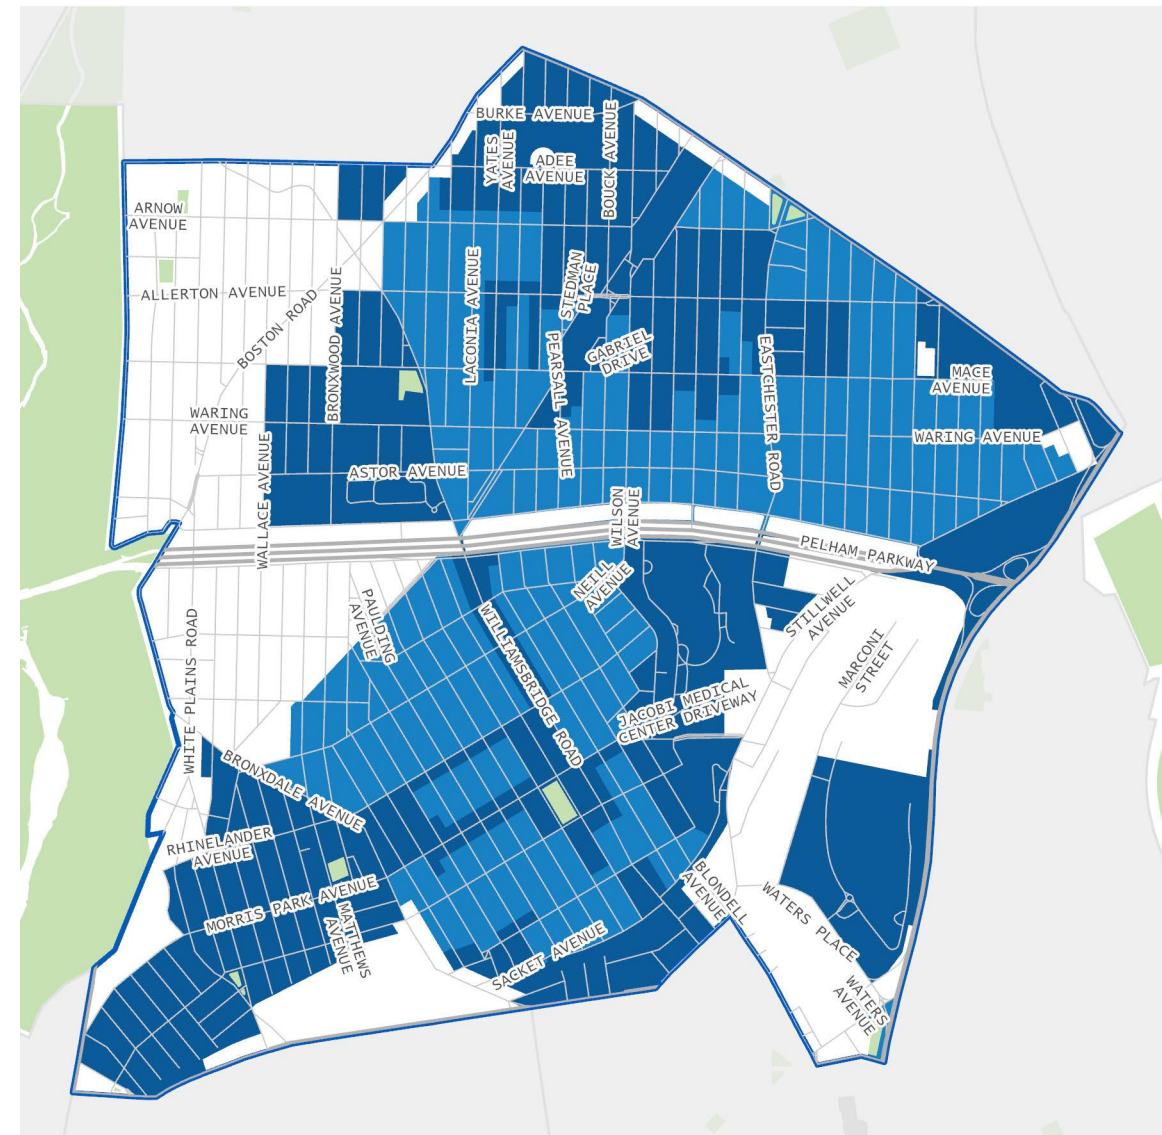 BURKE AVENUE
YATES
AVENUE
ADEE
AVENUE
BOUCK AVENUE
ARNOW
AVENUE
ALLERTON AVENUE
BOSTON ROAD
BRONXWOOD AVENUE
LACONIA AVENUE
STEDMAN
PLACE
PEARSALL AVENUE
GABRIEL
DRIVE
EASTCHESTER ROAD
MACE
AVENUE
WARING
AVENUE
WARING AVENUE
WALLACE AVENUE
ASTOR AVENUE
WILSON
AVENUE
PELHAM PARKWAY
NEILL
AVENUE
PAULDING
AVENUE
WILLIAMSBRIDGE ROAD
STILLWELL
AVENUE
MARCONI
STREET
WHITE PLAINS ROAD
JACOBI MEDICAL
CENTER DRIVEWAY
BRONXDALE AVENUE
RHINELANDER
AVENUE
MORRIS PARK AVENUE
MATTHEWS
AVENUE
SACKET AVENUE
BLONDELL
AVENUE
WATERS PLACE
WATERS
AVENUE